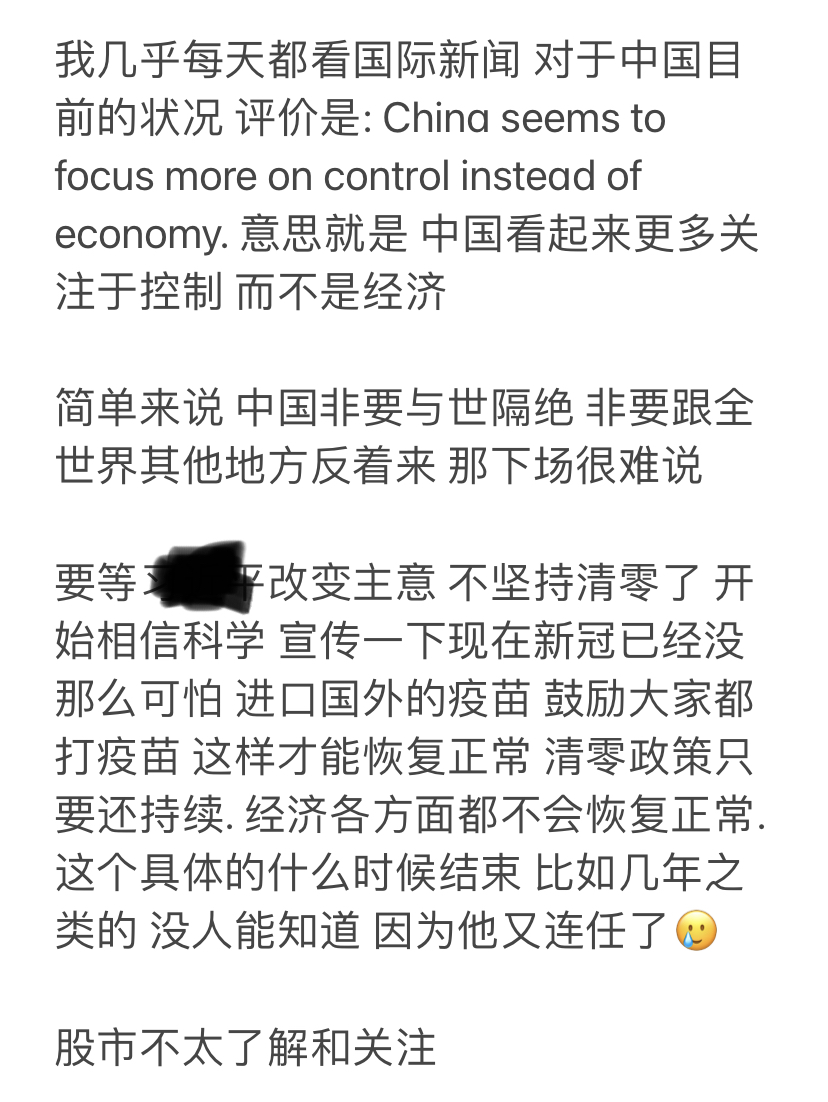 我几乎每天都看国际新闻 对于中国目
前的状况 评价是: China seems to
focus more on control instead of
economy. 意思就是 中国看起来更多关
注于控制 而不是经济
简单来说 中国非要与世隔绝 非要跟全
世界其他地方反着来 那下场很难说
要等 改变主意 不坚持清零了 开
始相信科学 宣传一下现在新冠已经没
那么可怕 进口国外的疫苗 鼓励大家都
打疫苗 这样才能恢复正常 清零政策只
要还持续. 经济各方面都不会恢复正常.
这个具体的什么时候结束 比如几年之
类的 没人能知道 因为他又连任了🥲
股市不太了解和关注